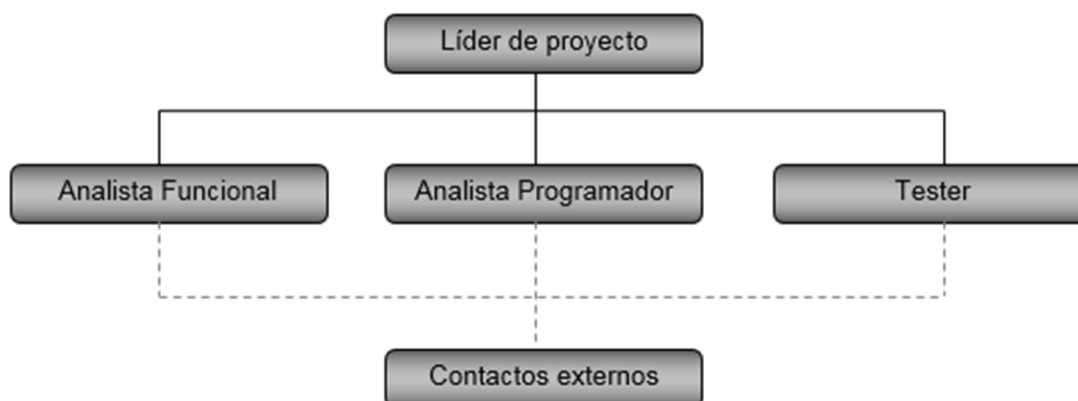 Líder de proyecto
Analista Funcional
Analista Programador
Tester
Contactos externos